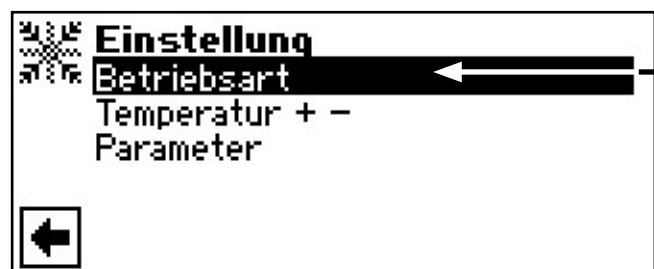 Einstellung
Betriebsart
Temperatur + −
Parameter